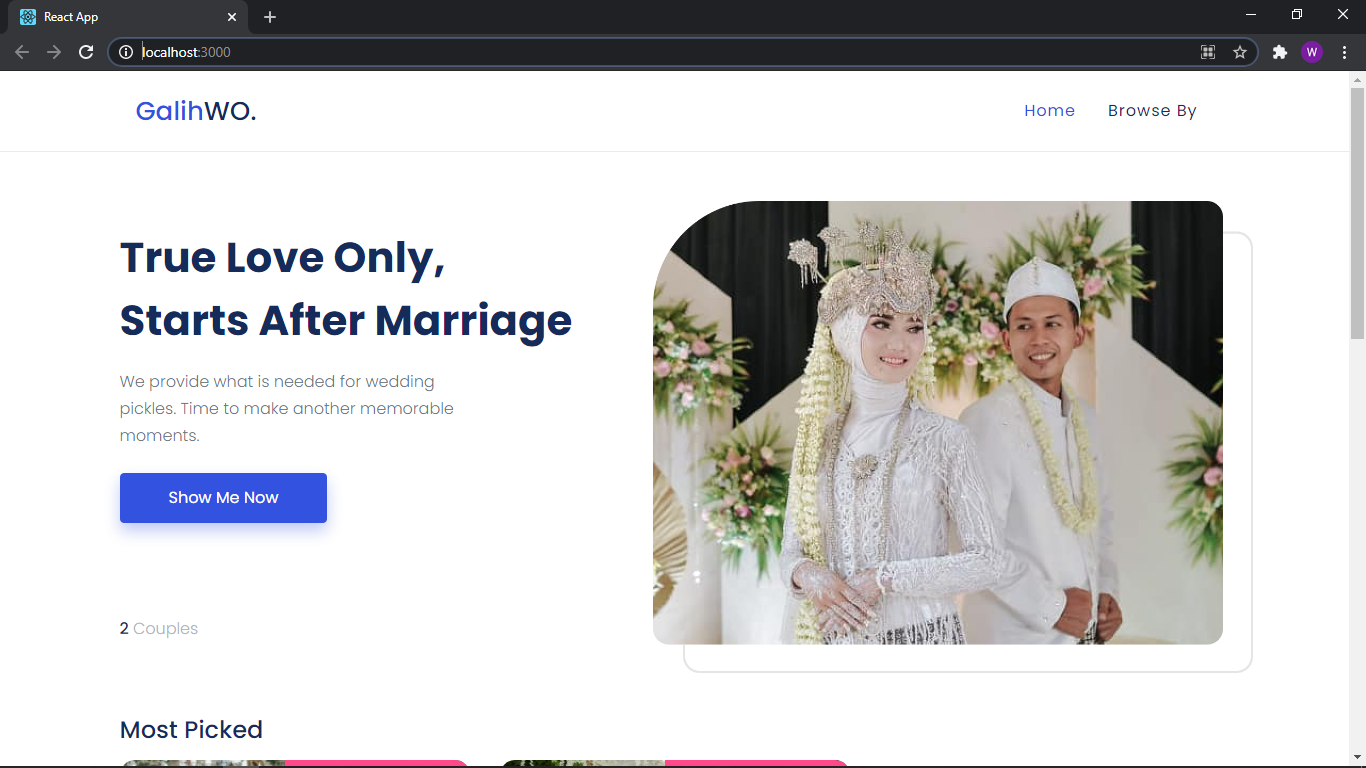 React App
localhost:3000
W
GalihWO.
Home
Browse By
True Love Only,
Starts After Marriage
We provide what is needed for wedding
pickles. Time to make another memorable
moments.
Show Me Now
2 Couples
Most Picked